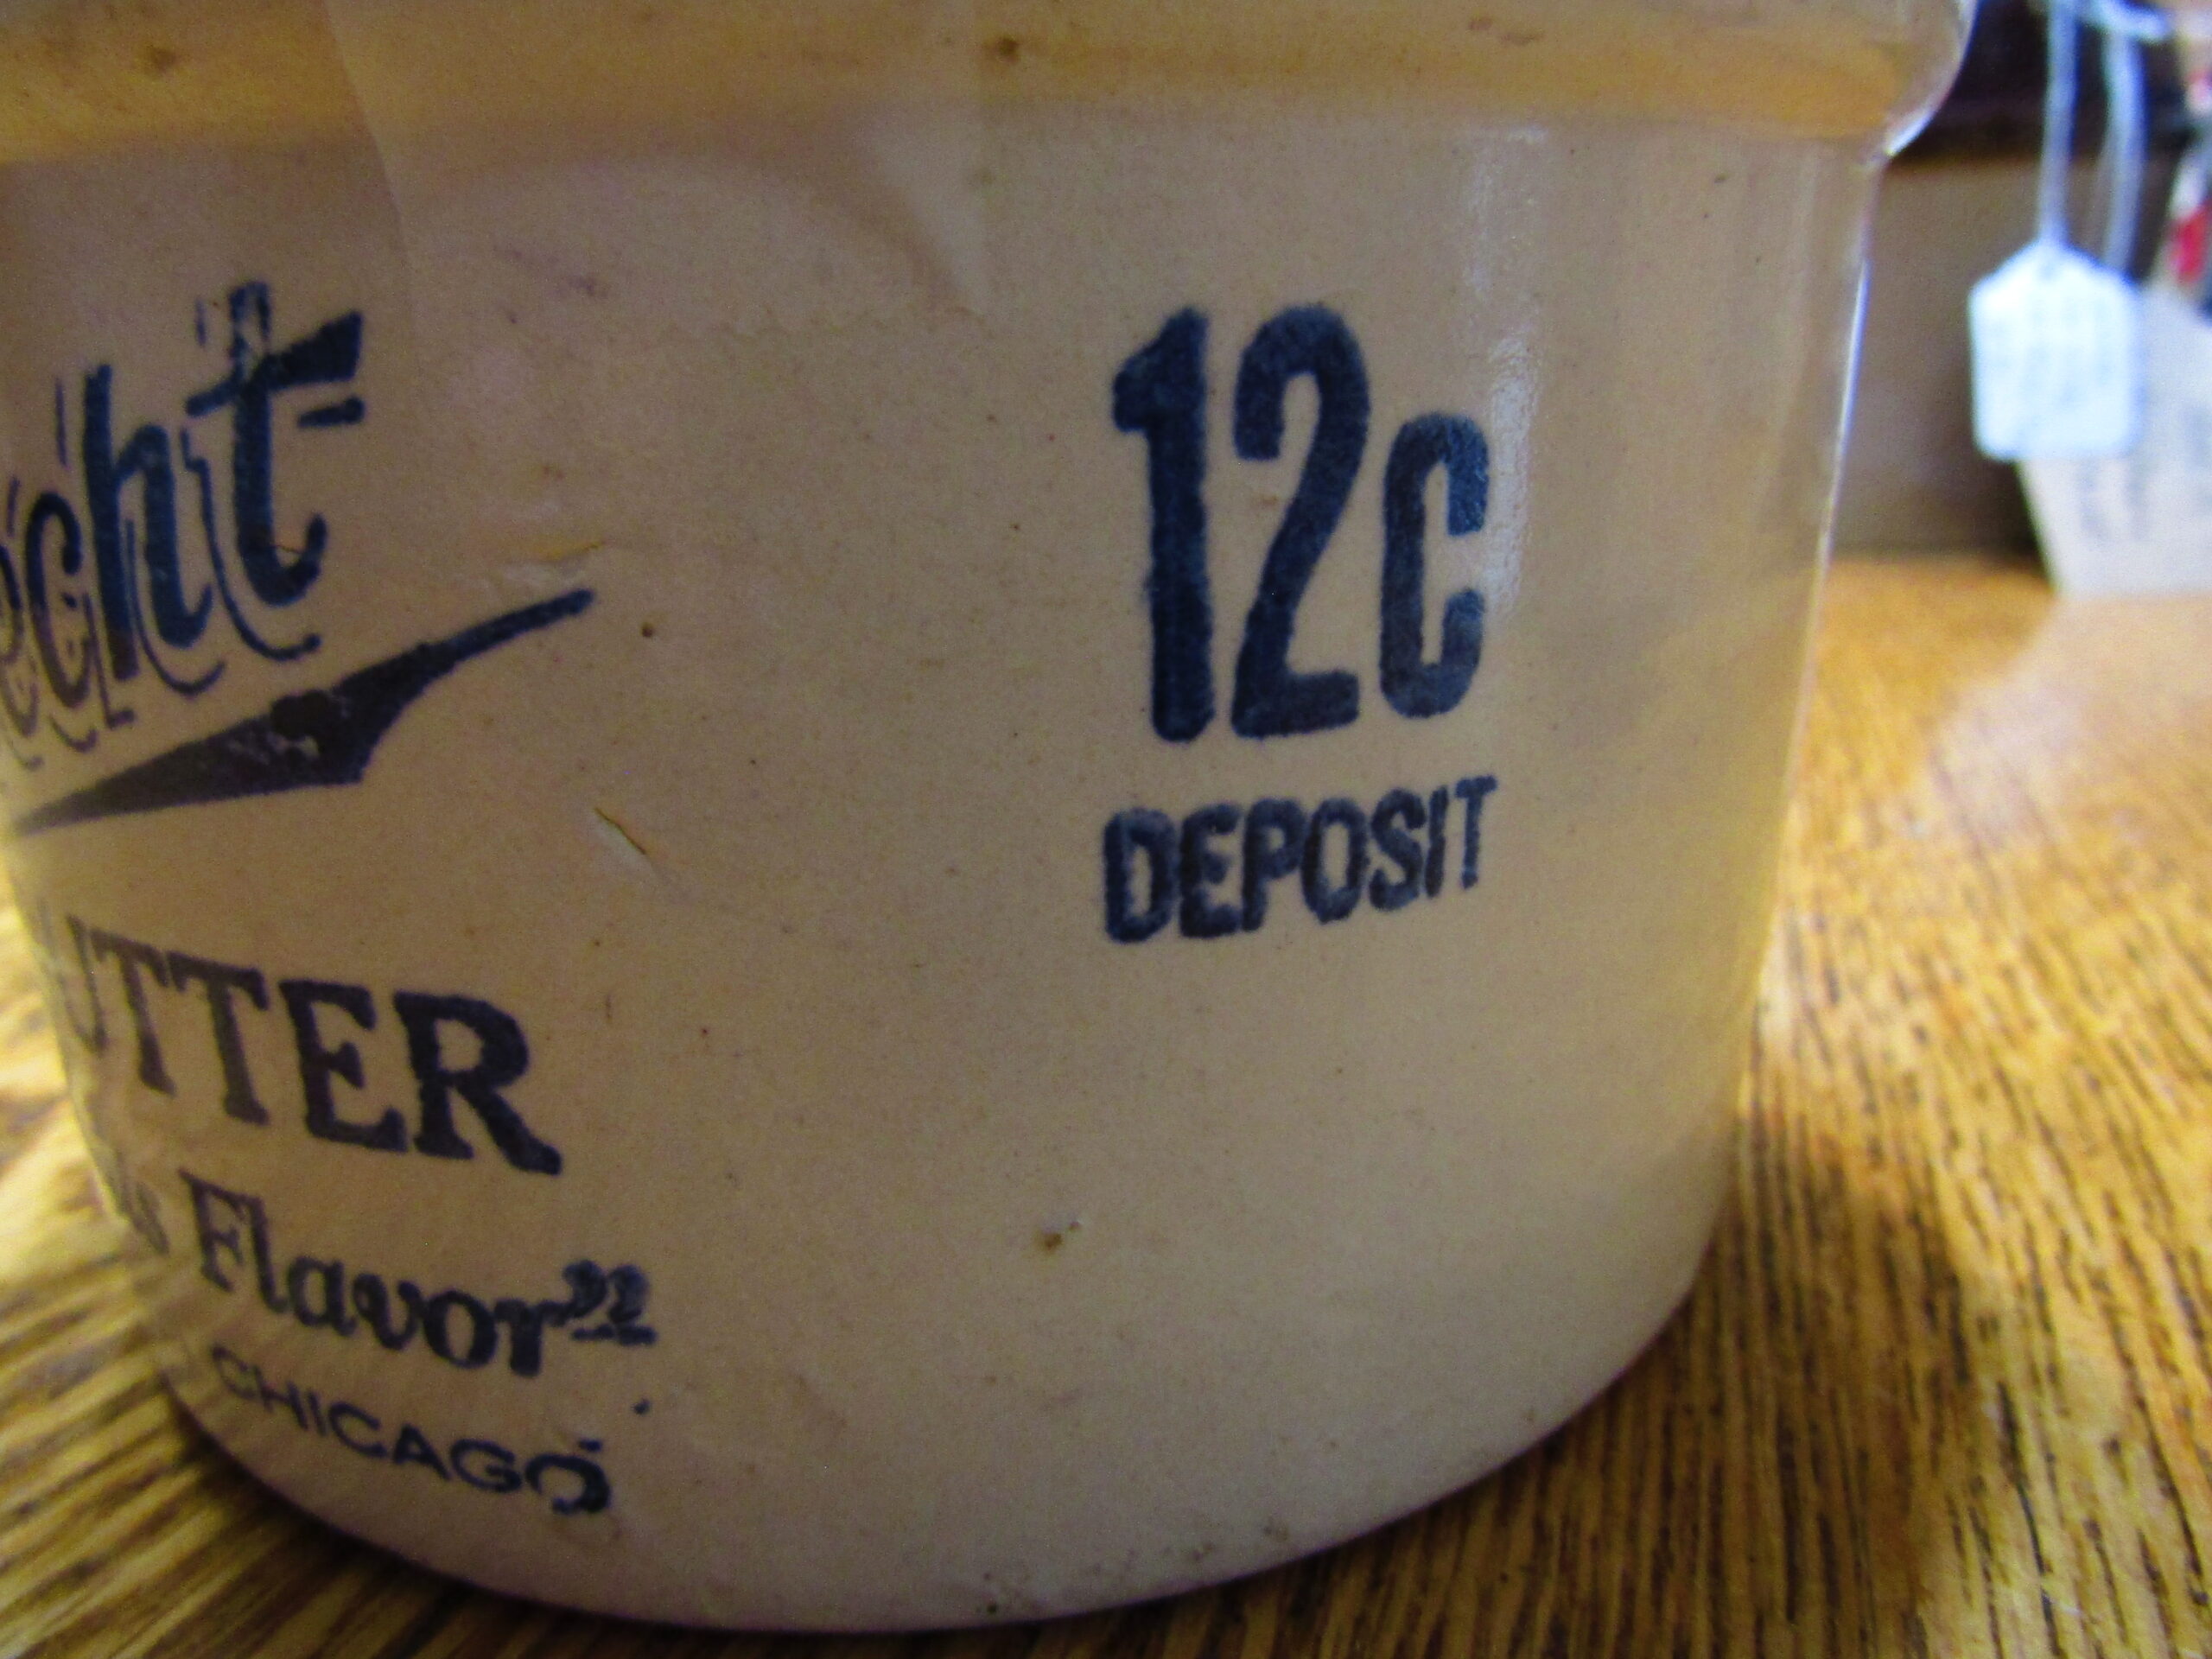 echt
12c
DEPOSIT
UTTER
Flavor"
CHICAGO